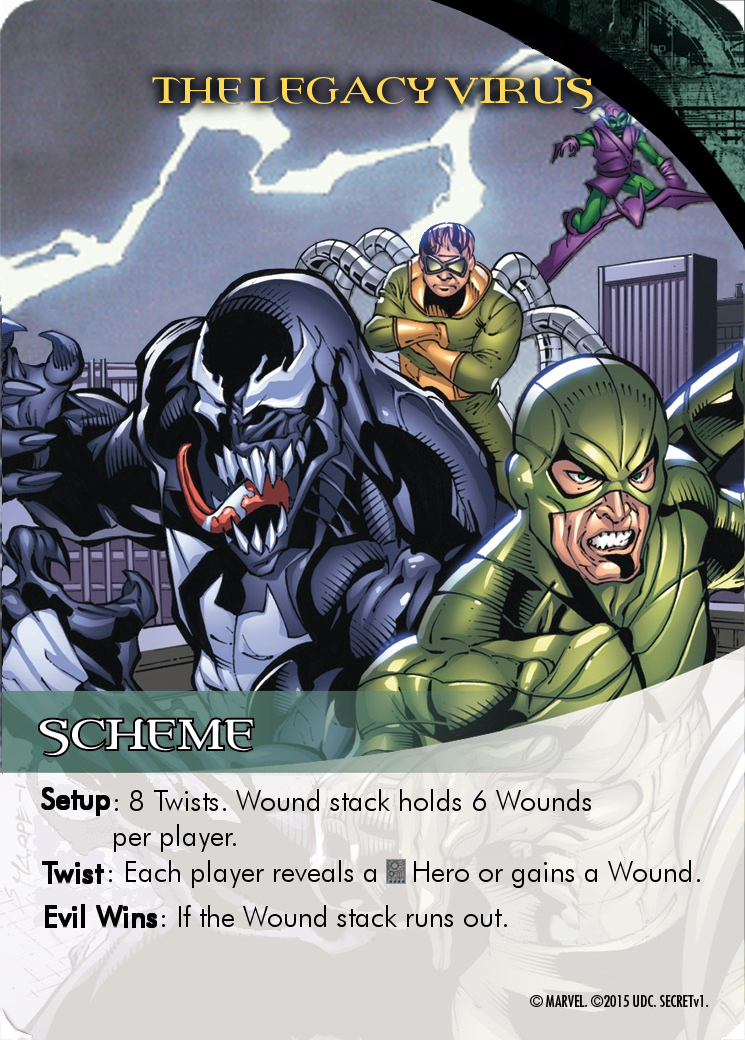 THE LEGACY VIRUS
SCHEME
Setup: 8 Twists. Wound stack holds 6 Wounds
per player.
Twist: Each player reveals a Hero or gains a Wound.
Evil Wins: If the Wound stack runs out.
© MARVEL. ©2015 UDC. SECRETv1.